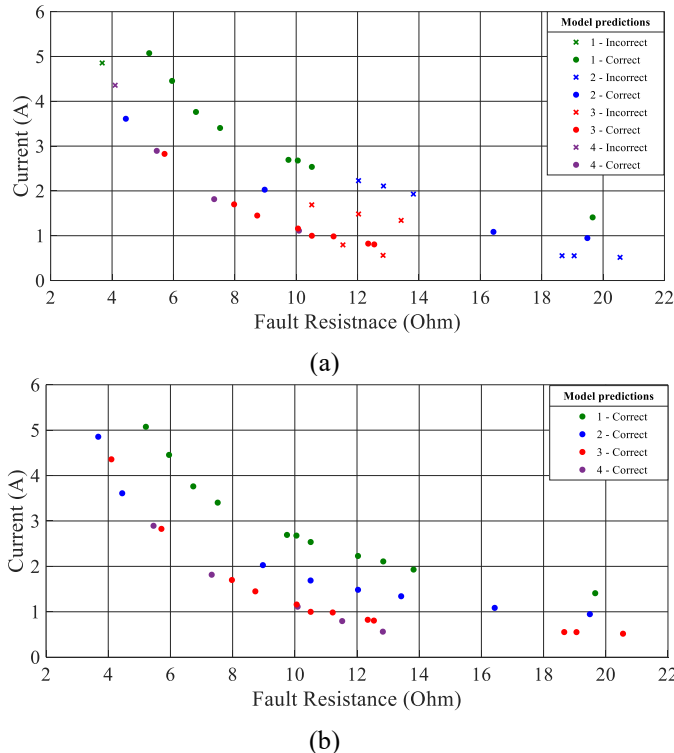 6
5
4
3
2
1
0
Current (A)
2 4 6 8 10 12 14 16 18 20 22
Fault Resistnace (Ohm)
Model predictions
1 - Incorrect
1 - Correct
2 - Incorrect
2 - Correct
3 - Incorrect
3 - Correct
4 - Incorrect
4 - Correct
(a)
6
5
4
3
2
1
0
Current (A)
2 4 6 8 10 12 14 16 18 20 22
Fault Resistance (Ohm)
Model predictions
1 - Correct
2 - Correct
3 - Correct
4 - Correct
(b)